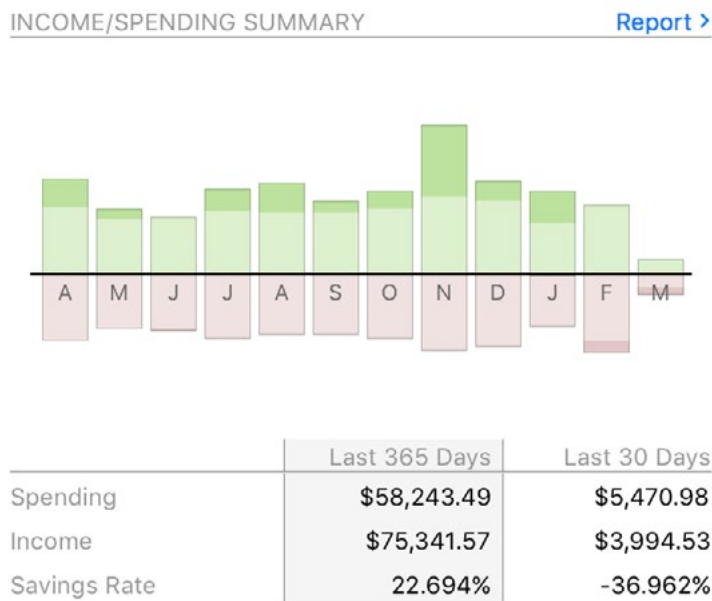 INCOME/SPENDING SUMMARY Report >
A M J J A S O N D J F M
Last 365 Days Last 30 Days
Spending $58,243.49 $5,470.98
Income $75,341.57 $3,994.53
Savings Rate 22.694% -36.962%